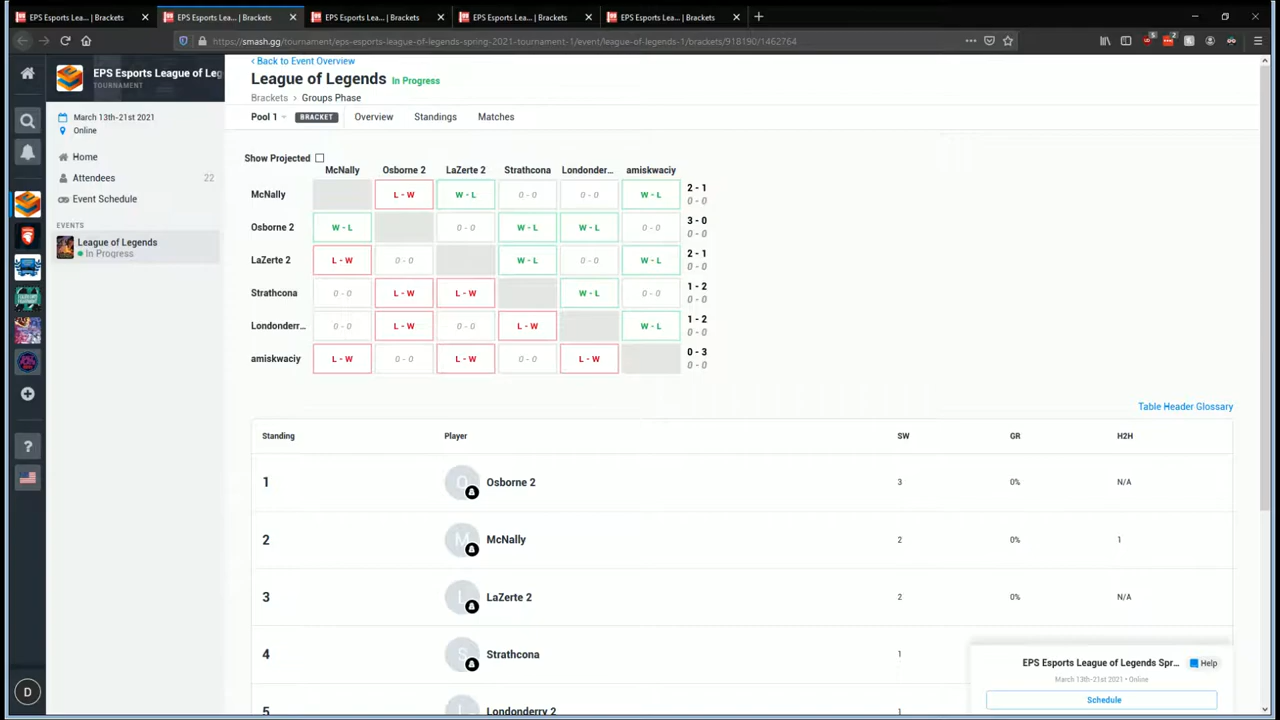 EPS Esports Lea... | Brackets
EPS Esports Lea... | Brackets
EPS Esports Lea... | Brackets
EPS Esports Lea... | Brackets
EPS Esports Lea... | Brackets
https://smash.gg/tournament/eps-esports-league-of-legends-spring-2021-tournament-1/event/league-of-legends-1/brackets/918190/1462764
EPS Esports League of Leg
TOURNAMENT
March 13th-21st 2021
Online
Home
Attendees 22
Event Schedule
EVENTS
League of Legends
In Progress
?
D
Back to Event Overview
League of Legends In Progress
Brackets > Groups Phase
Pool 1 BRACKET Overview Standings Matches
Show Projected
McNally Osborne 2 LaZerte 2 Strathcona Londonder... amiskwaciy
McNally L - W W - L 0 - 0 0 - 0 W - L 2 - 1
0 - 0
Osborne 2 W - L 0 - 0 W - L W - L 0 - 0 3 - 0
0 - 0
LaZerte 2 L - W 0 - 0 W - L 0 - 0 W - L 2 - 1
0 - 0
Strathcona 0 - 0 L - W L - W W - L 0 - 0 1 - 2
0 - 0
Londonderr... 0 - 0 L - W 0 - 0 L - W W - L 1 - 2
0 - 0
amiskwaciy L - W 0 - 0 L - W 0 - 0 L - W 0 - 3
0 - 0
Table Header Glossary
Standing Player SW GR H2H
1 Osborne 2 3 0% N/A
2 McNally 2 0% 1
3 LaZerte 2 2 0% N/A
4 Strathcona 1
5 Londonderry 2 1
EPS Esports League of Legends Spr... Help
March 13th-21st 2021 • Online
Schedule